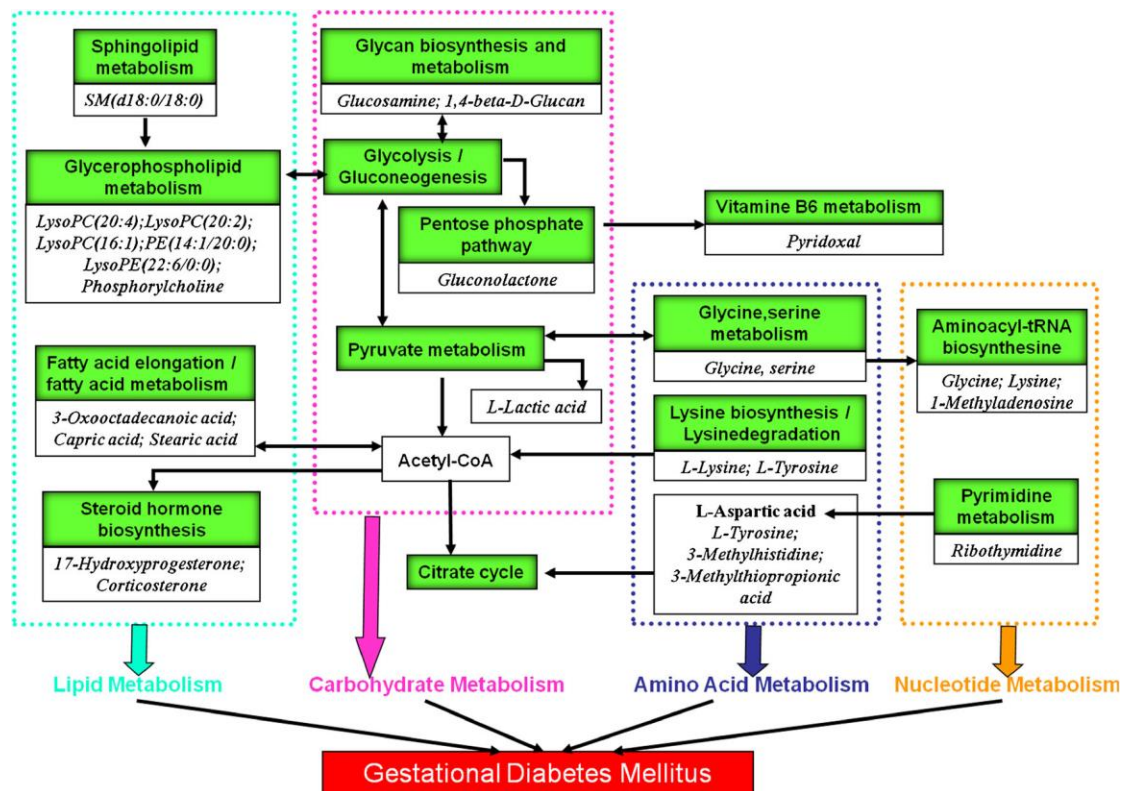 Sphingolipid
metabolism
SM(d18:0/18:0)
Glycerophospholipid
metabolism
LysoPC(20:4);LysoPC(20:2);
LysoPC(16:1);PE(14:1/20:0);
LysoPE(22:6/0:0);
Phosphorylcholine
Fatty acid elongation /
fatty acid metabolism
3-Oxooctadecanoic acid;
Capric acid; Stearic acid
Steroid hormone
biosynthesis
17-Hydroxyprogesterone;
Corticosterone
Glycan biosynthesis and
metabolism
Glucosamine; 1,4-beta-D-Glucan
Glycolysis /
Gluconeogenesis
Pentose phosphate
pathway
Gluconolactone
Pyruvate metabolism
L-Lactic acid
Acetyl-CoA
Citrate cycle
Vitamine B6 metabolism
Pyridoxal
Glycine,serine
metabolism
Glycine, serine
Lysine biosynthesis /
Lysinedegradation
L-Lysine; L-Tyrosine
L-Aspartic acid
L-Tyrosine;
3-Methylhistidine;
3-Methylthiopropionic
acid
Aminoacyl-tRNA
biosynthesine
Glycine; Lysine;
1-Methyladenosine
Pyrimidine
metabolism
Ribothymidine
Lipid Metabolism
Carbohydrate Metabolism
Amino Acid Metabolism
Nucleotide Metabolism
Gestational Diabetes Mellitus